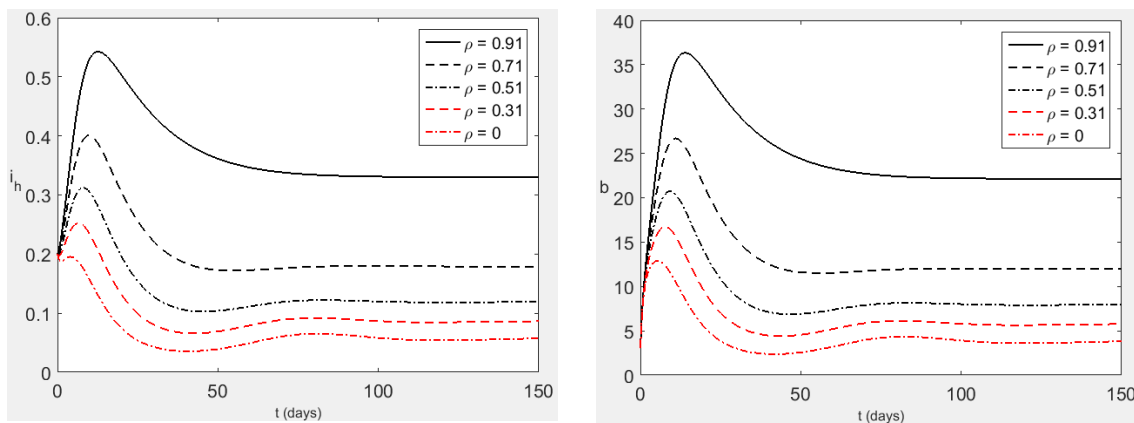 0.6
0.5
0.4
0.3
0.2
0.1
0
i_h
0 50 100 150
t (days)
ρ = 0.91
ρ = 0.71
ρ = 0.51
ρ = 0.31
ρ = 0
40
35
30
25
20
15
10
5
0
b
0 50 100 150
t (days)
ρ = 0.91
ρ = 0.71
ρ = 0.51
ρ = 0.31
ρ = 0